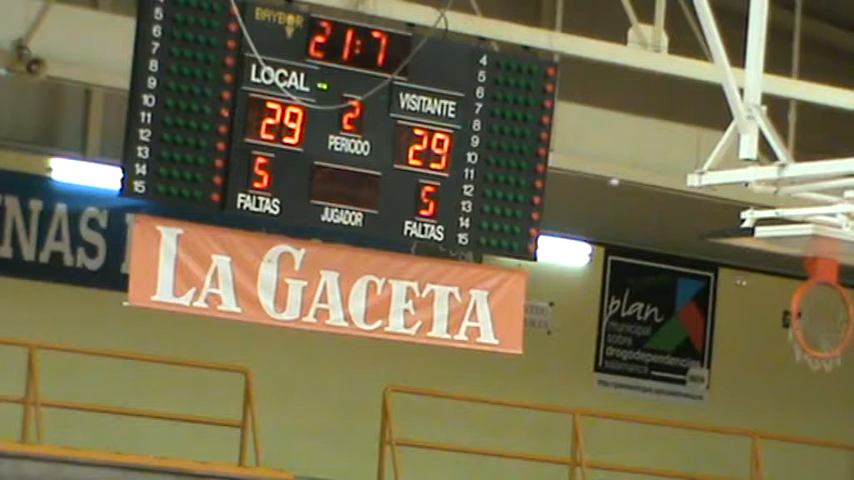 BRYBOR
21:7
LOCAL
VISITANTE
29
2
29
PERIODO
5
5
FALTAS
JUGADOR
FALTAS
4
5
6
7
8
9
10
11
12
13
14
15
5
6
7
8
9
10
11
12
13
14
15
NAS
LA GACETA
plan
municipal
sobre
drogodependencias
salamanca